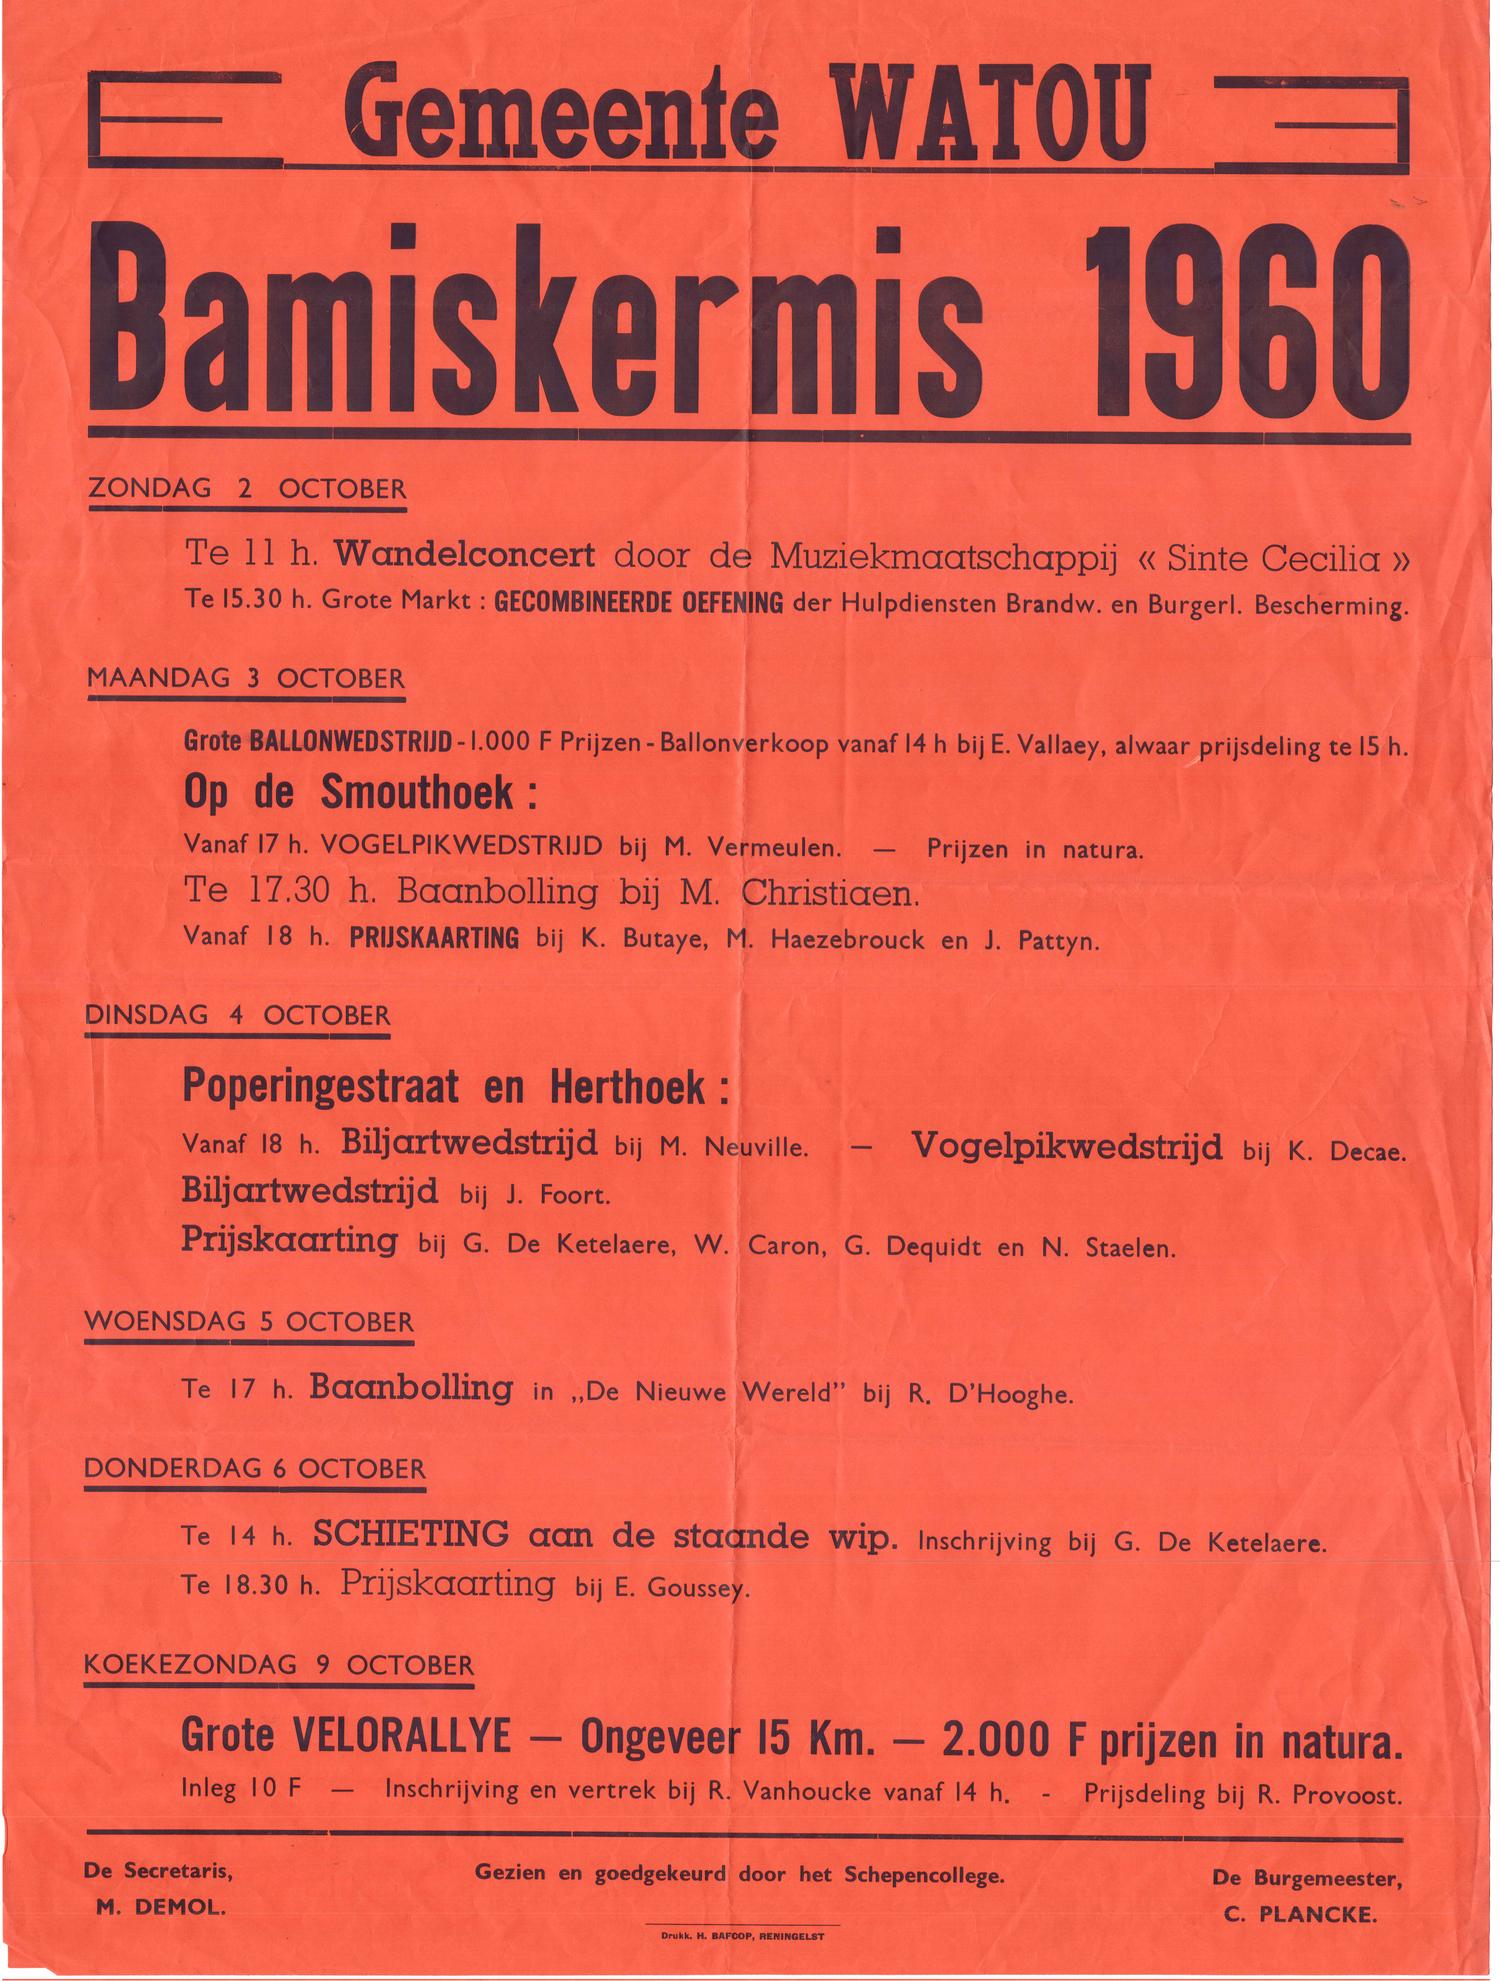 Gemeente WATOU
Bamiskermis 1960
ZONDAG 2 OCTOBER
Te 11 h. Wandelconcert door de Muziekmaatschappij « Sinte Cecilia »
Te 15.30 h. Grote Markt : GECOMBINEERDE OEFENING der Hulpdiensten Brandw. en Burgerl. Bescherming.
MAANDAG 3 OCTOBER
Grote BALLONWEDSTRIJD - 1.000 F Prijzen - Ballonverkoop vanaf 14 h bij E. Vallaey, alwaar prijsdeling te 15 h.
Op de Smouthoek :
Vanaf 17 h. VOGELPIKWEDSTRIJD bij M. Vermeulen. — Prijzen in natura.
Te 17.30 h. Baanbolling bij M. Christiaen.
Vanaf 18 h. PRIJSKAARTING bij K. Butaye, M. Haezebrouck en J. Pattyn.
DINSDAG 4 OCTOBER
Poperingestraat en Herthoek :
Vanaf 18 h. Biljartwedstrijd bij M. Neuville. — Vogelpikwedstrijd bij K. Decae.
Biljartwedstrijd bij J. Foort.
Prijskaarting bij G. De Ketelaere, W. Caron, G. Dequidt en N. Staelen.
WOENSDAG 5 OCTOBER
Te 17 h. Baanbolling in „De Nieuwe Wereld” bij R. D'Hooghe.
DONDERDAG 6 OCTOBER
Te 14 h. SCHIETING aan de staande wip. Inschrijving bij G. De Ketelaere.
Te 18.30 h. Prijskaarting bij E. Goussey.
KOEKEZONDAG 9 OCTOBER
Grote VELORALLYE — Ongeveer 15 Km. — 2.000 F prijzen in natura.
Inleg 10 F — Inschrijving en vertrek bij R. Vanhoucke vanaf 14 h. - Prijsdeling bij R. Provoost.
De Secretaris, Gezien en goedgekeurd door het Schepencollege. De Burgemeester,
M. DEMOL. C. PLANCKE.
Drukk. H. BAFCOP, RENINGELST